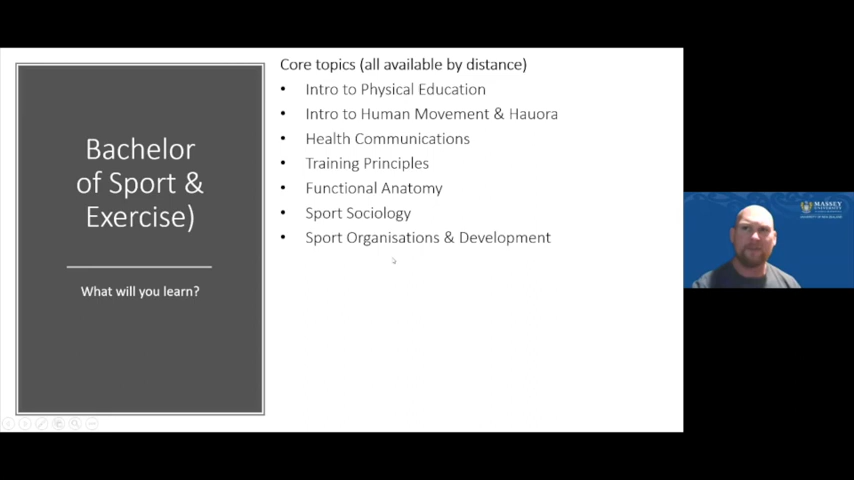 Core topics (all available by distance)
• Intro to Physical Education
• Intro to Human Movement & Hauora
• Health Communications
• Training Principles
• Functional Anatomy
• Sport Sociology
• Sport Organisations & Development
Bachelor
of Sport &
Exercise)
What will you learn?
MASSEY
UNIVERSITY